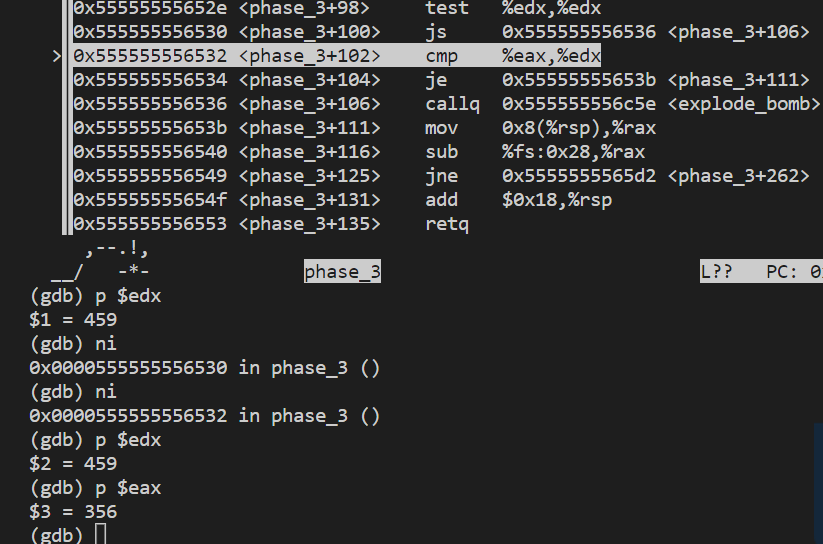 0x55555555652e <phase_3+98> test %edx,%edx
0x555555556530 <phase_3+100> js 0x555555556536 <phase_3+106>
>0x555555556532 <phase_3+102> cmp %eax,%edx
0x555555556534 <phase_3+104> je 0x55555555653b <phase_3+111>
0x555555556536 <phase_3+106> callq 0x555555556c5e <explode_bomb>
0x55555555653b <phase_3+111> mov 0x8(%rsp),%rax
0x555555556540 <phase_3+116> sub %fs:0x28,%rax
0x555555556549 <phase_3+125> jne 0x5555555565d2 <phase_3+262>
0x55555555654f <phase_3+131> add $0x18,%rsp
0x555555556553 <phase_3+135> retq
,--.!,
__/ -*- phase_3 L?? PC: 0
(gdb) p $edx
$1 = 459
(gdb) ni
0x0000555555556530 in phase_3 ()
(gdb) ni
0x0000555555556532 in phase_3 ()
(gdb) p $edx
$2 = 459
(gdb) p $eax
$3 = 356
(gdb)